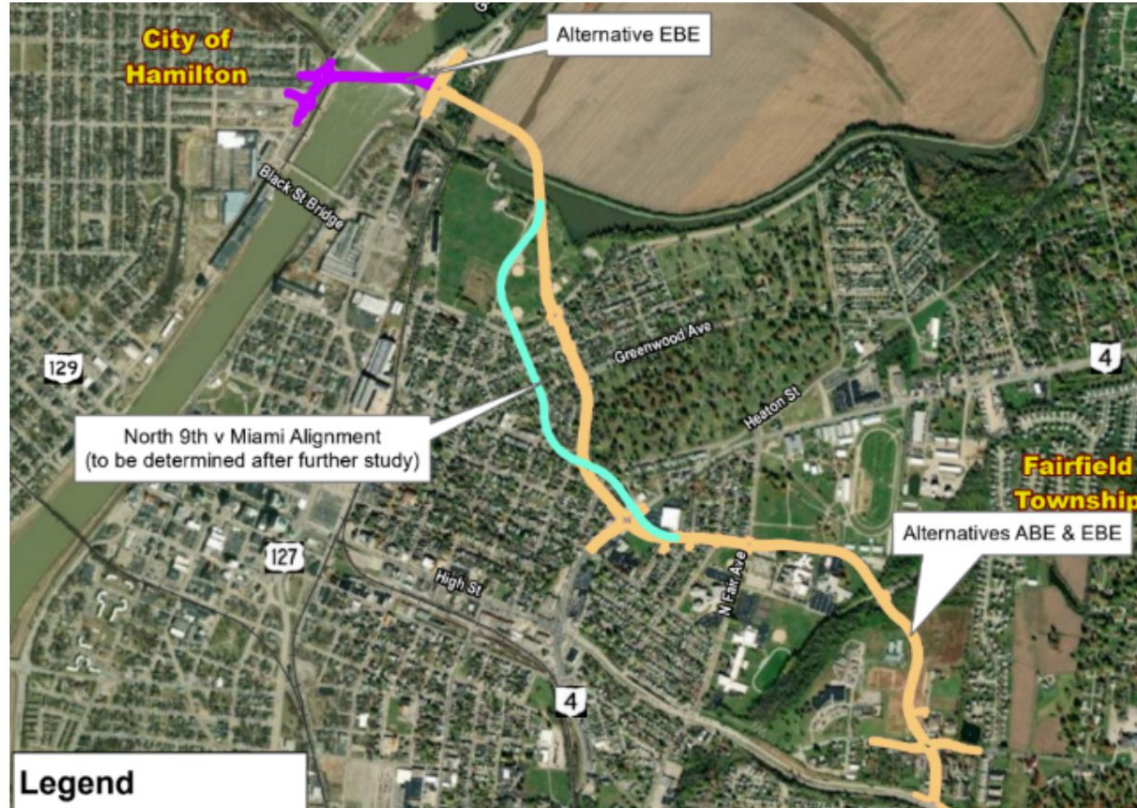 City of
Hamilton
Alternative EBE
G
Black St Bridge
129
Greenwood Ave
4
Heaton St
North 9th v Miami Alignment
(to be determined after further study)
Fairfield
Township
Alternatives ABE & EBE
127
High St
N Fair Ave
4
Legend